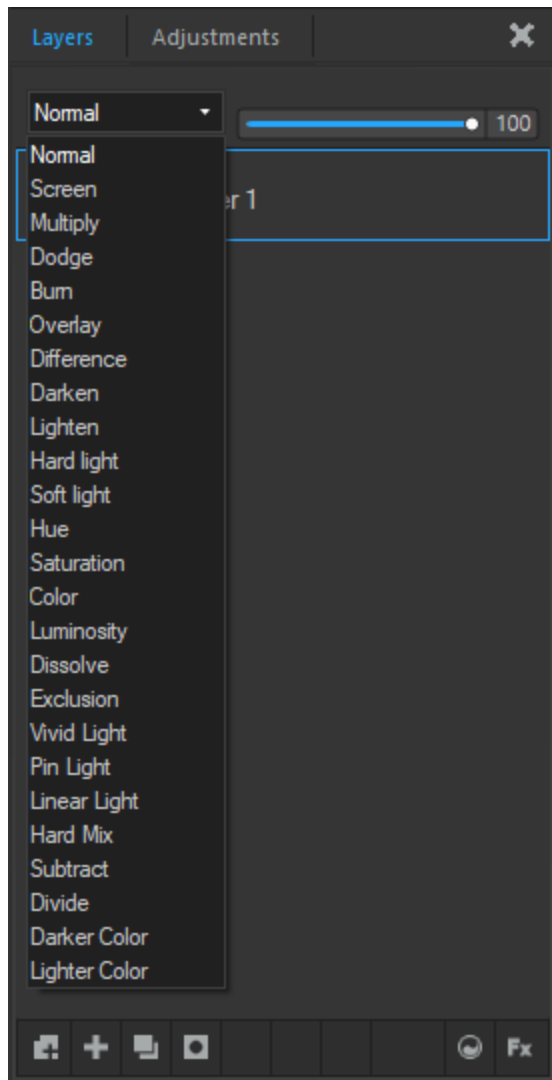 Layers Adjustments
Normal 100
Normal
Screen
er 1
Multiply
Dodge
Burn
Overlay
Difference
Darken
Lighten
Hard light
Soft light
Hue
Saturation
Color
Luminosity
Dissolve
Exclusion
Vivid Light
Pin Light
Linear Light
Hard Mix
Subtract
Divide
Darker Color
Lighter Color
Fx